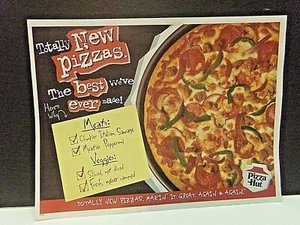 Totally New
pizzas.
The best we've
Here's why
ever made!
Meats:
Chunkier Italian Sausage
Meatier Pepperoni
Veggies:
Sliced, not diced
Fresh, never canned
Pizza
Hut
TOTALLY NEW PIZZAS. MAKIN' IT GREAT, AGAIN & AGAIN.